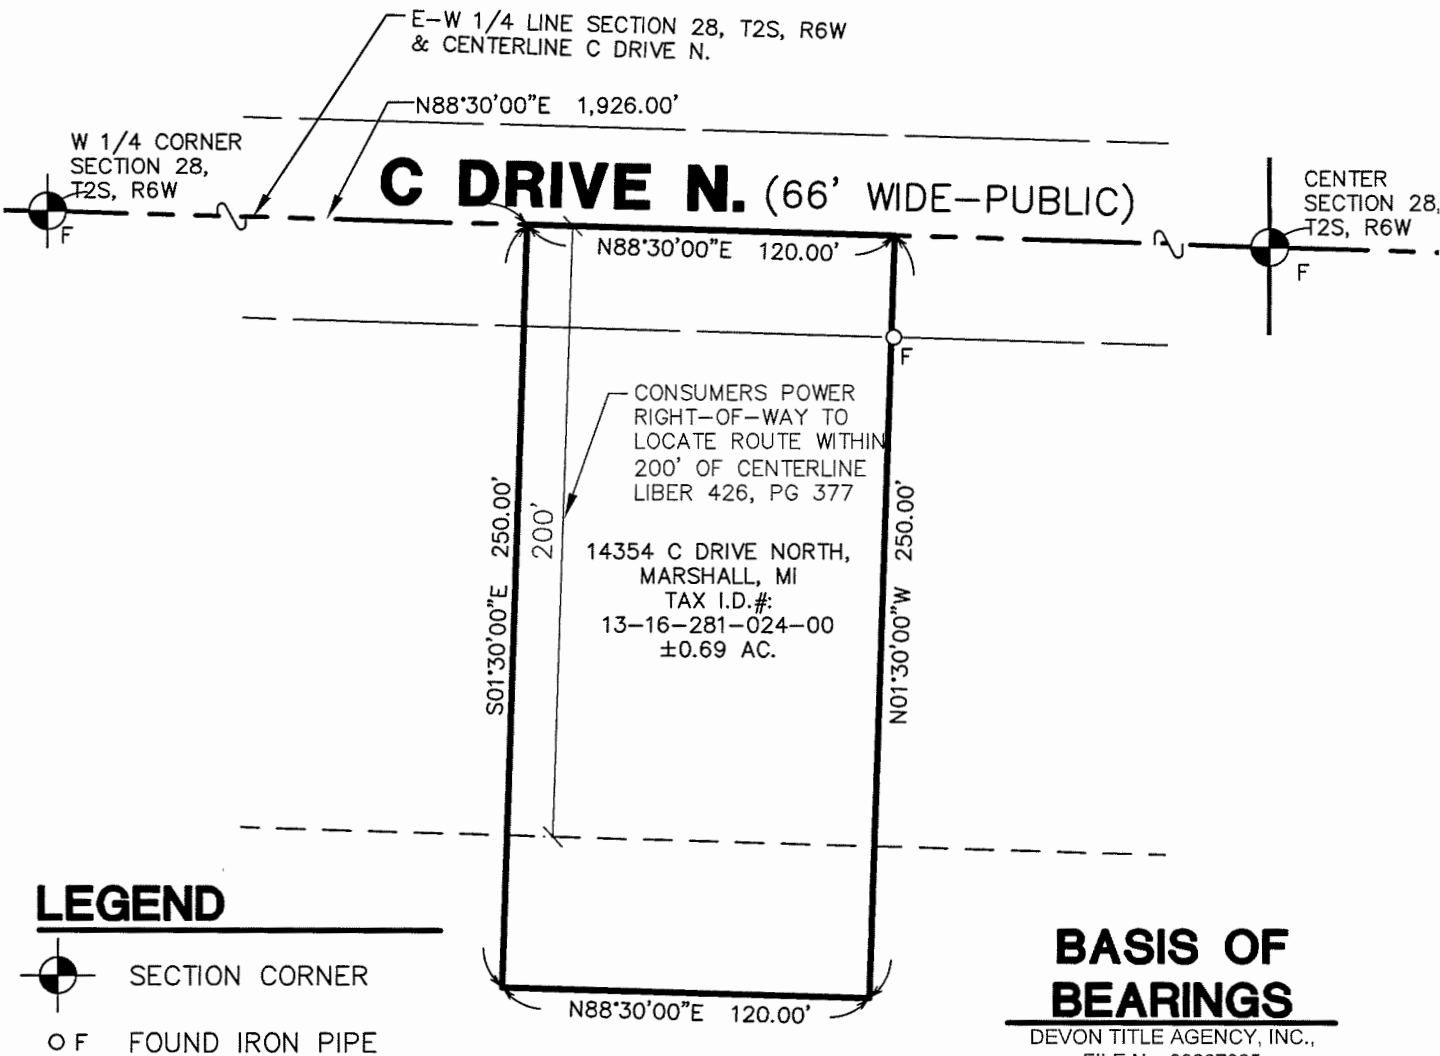 E-W 1/4 LINE SECTION 28, T2S, R6W
& CENTERLINE C DRIVE N.
N88°30'00"E 1,926.00'
W 1/4 CORNER
SECTION 28,
T2S, R6W
F
C DRIVE N. (66' WIDE-PUBLIC)
CENTER
SECTION 28,
T2S, R6W
F
N88°30'00"E 120.00'
F
CONSUMERS POWER
RIGHT-OF-WAY TO
LOCATE ROUTE WITHIN
200' OF CENTERLINE
LIBER 426, PG 377
S01°30'00"E 250.00'
200'
N01°30'00"W 250.00'
14354 C DRIVE NORTH,
MARSHALL, MI
TAX I.D.#:
13-16-281-024-00
±0.69 AC.
N88°30'00"E 120.00'
LEGEND
SECTION CORNER
F FOUND IRON PIPE
BASIS OF
BEARINGS
DEVON TITLE AGENCY, INC.,